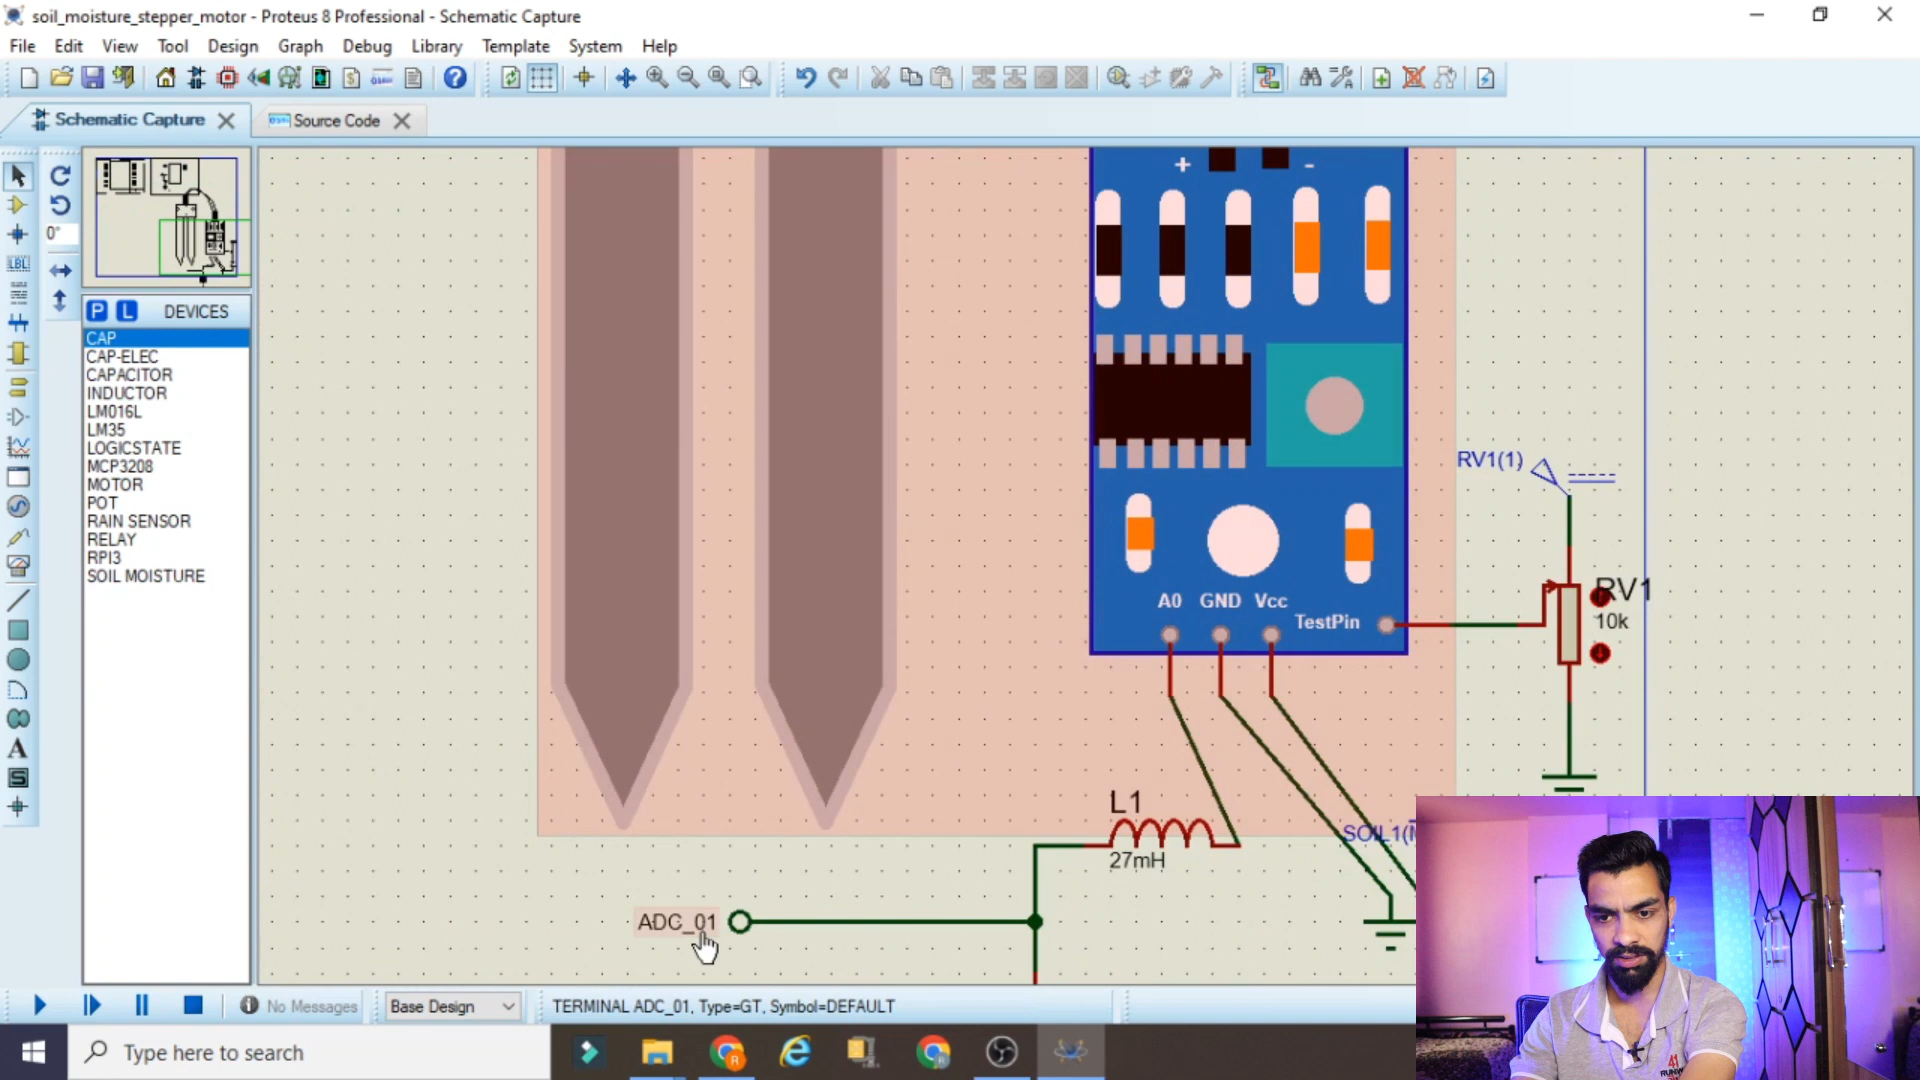 soil_moisture_stepper_motor - Proteus 8 Professional - Schematic Capture
File Edit View Tool Design Graph Debug Library Template System Help
Schematic Capture
Source Code
0°
LBL
P L DEVICES
CAP
CAP-ELEC
CAPACITOR
INDUCTOR
LM016L
LM35
LOGICSTATE
MCP3208
MOTOR
POT
RAIN SENSOR
RELAY
RPI3
SOIL MOISTURE
A
S
+ -
A0 GND Vcc
TestPin
RV1(1)
RV1
10k
L1
27mH
ADC_01
No Messages
Base Design
TERMINAL ADC_01, Type=GT, Symbol=DEFAULT
Type here to search